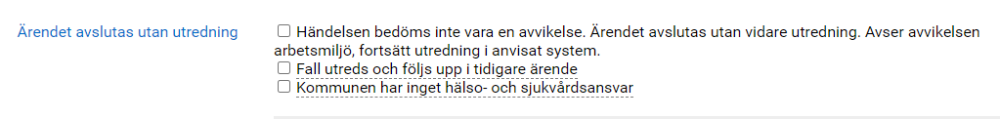 Ärendet avslutas utan utredning
Händelsen bedöms inte vara en avvikelse. Ärendet avslutas utan vidare utredning. Avser avvikelsen
arbetsmiljö, fortsätt utredning i anvisat system.
Fall utreds och följs upp i tidigare ärende
Kommunen har inget hälso- och sjukvårdsansvar